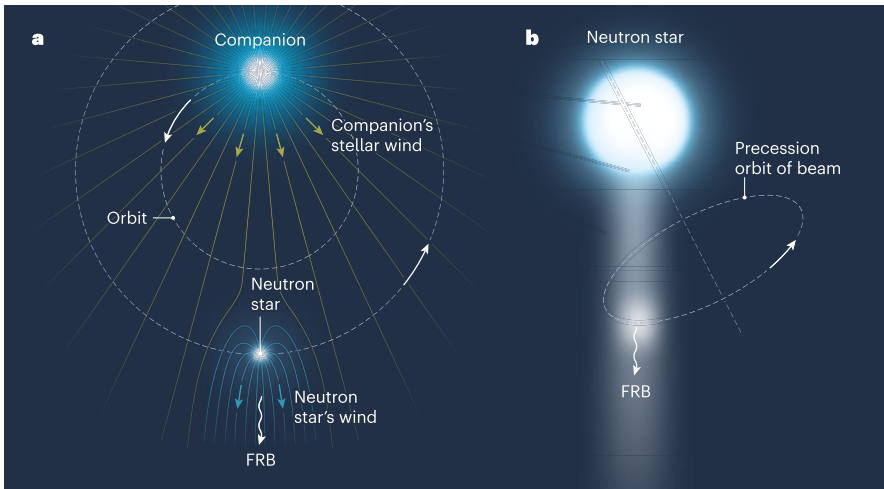 a
Companion
Companion's
stellar wind
Orbit
Neutron
star
Neutron
star's wind
FRB
b
Neutron star
Precession
orbit of beam
FRB